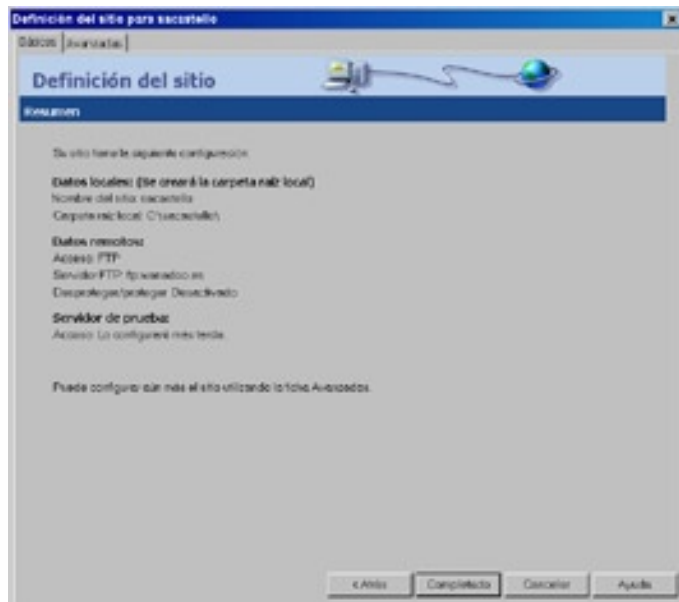 Definición del sitio para sacastello
Básicos Avanzadas
Definición del sitio
Resumen
Su sitio tiene la siguiente configuración:
Datos locales: (Se creará la carpeta raíz local)
Nombre del sitio: sacastello
Carpeta raíz local: C:\sacastello\
Datos remotos:
Acceso: FTP
Servidor FTP: ftp.wanadoo.es
Desproteger/proteger: Desactivado
Servidor de prueba:
Acceso: Lo configuraré más tarde.
Puede configurar aún más el sitio utilizando la ficha Avanzadas.
< Atrás Completado Cancelar Ayuda